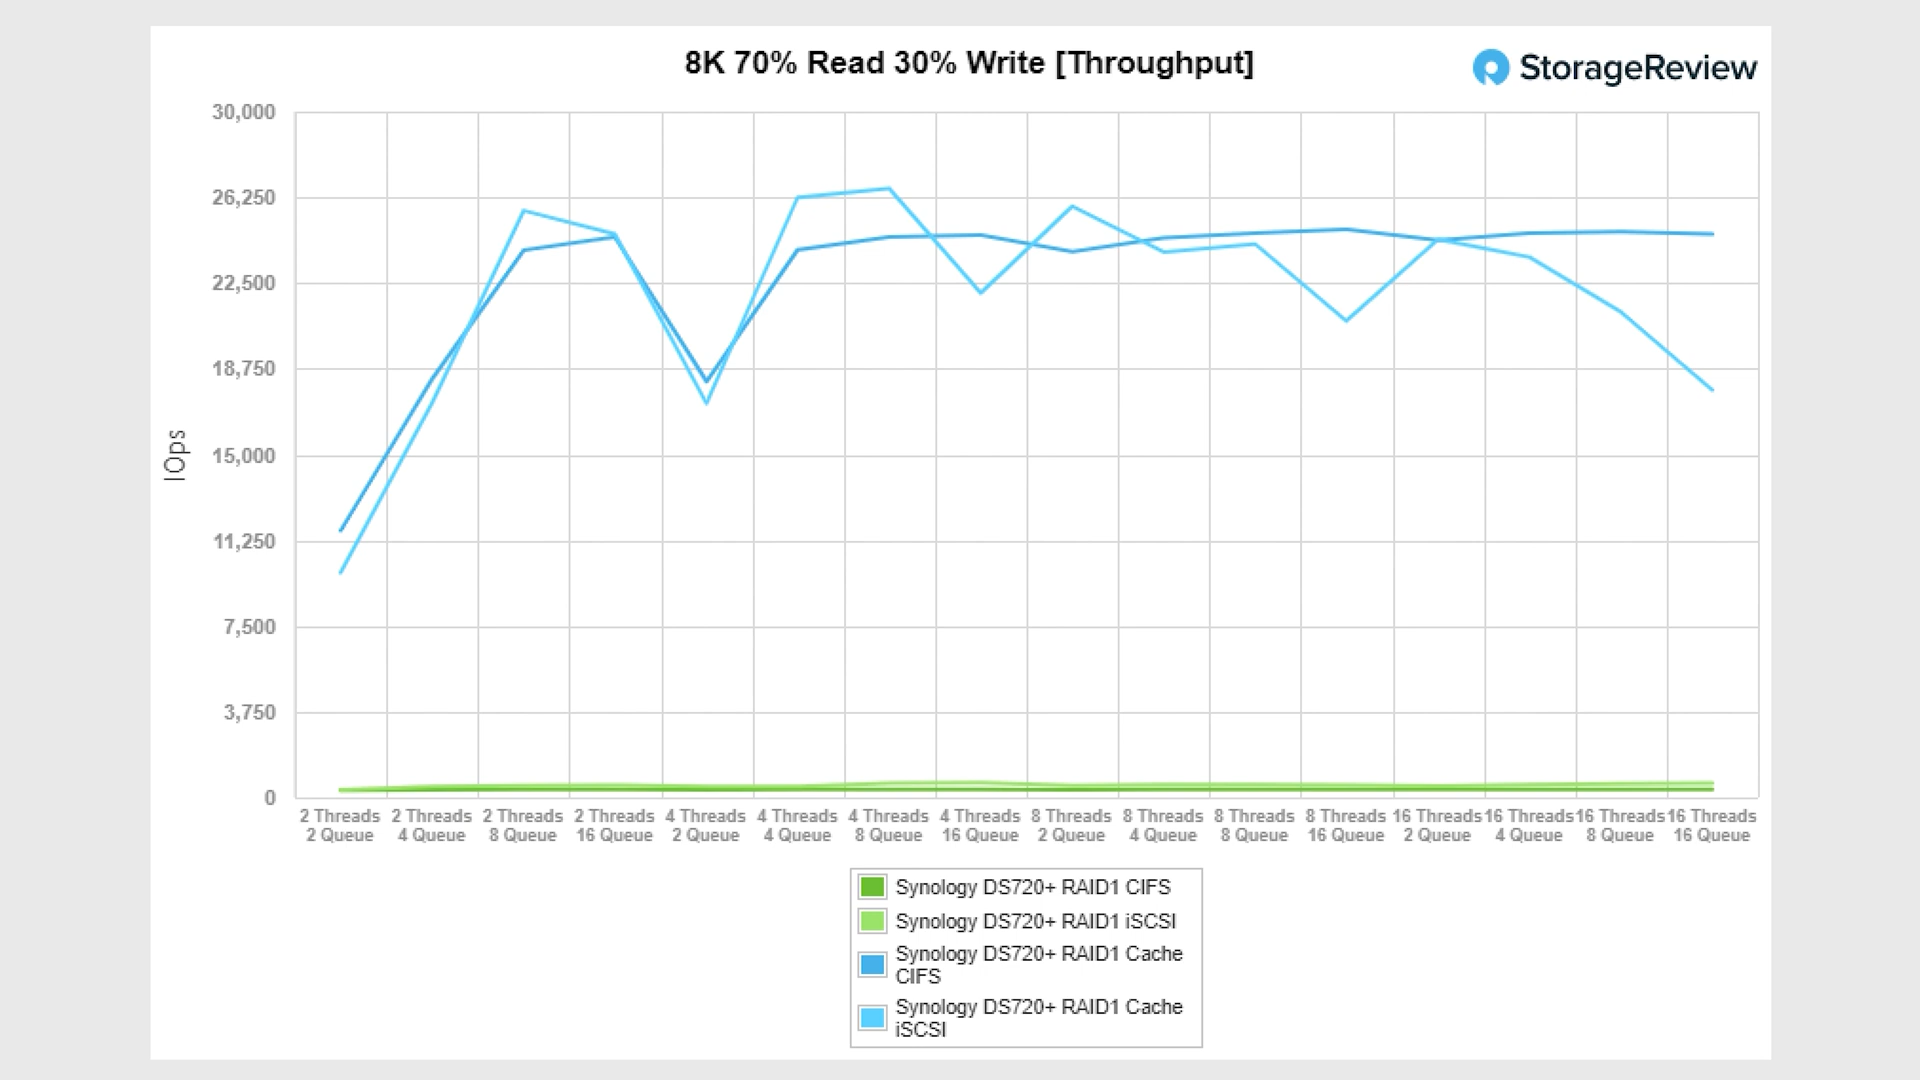 8K 70% Read 30% Write [Throughput]
StorageReview
30,000
26,250
22,500
18,750
15,000
11,250
7,500
3,750
0
IOps
2 Threads 2 Threads 2 Threads 2 Threads 4 Threads 4 Threads 4 Threads 4 Threads 8 Threads 8 Threads 8 Threads 8 Threads 16 Threads 16 Threads 16 Threads 16 Threads
2 Queue 4 Queue 8 Queue 16 Queue 2 Queue 4 Queue 8 Queue 16 Queue 2 Queue 4 Queue 8 Queue 16 Queue 2 Queue 4 Queue 8 Queue 16 Queue
Synology DS720+ RAID1 CIFS
Synology DS720+ RAID1 iSCSI
Synology DS720+ RAID1 Cache
CIFS
Synology DS720+ RAID1 Cache
iSCSI